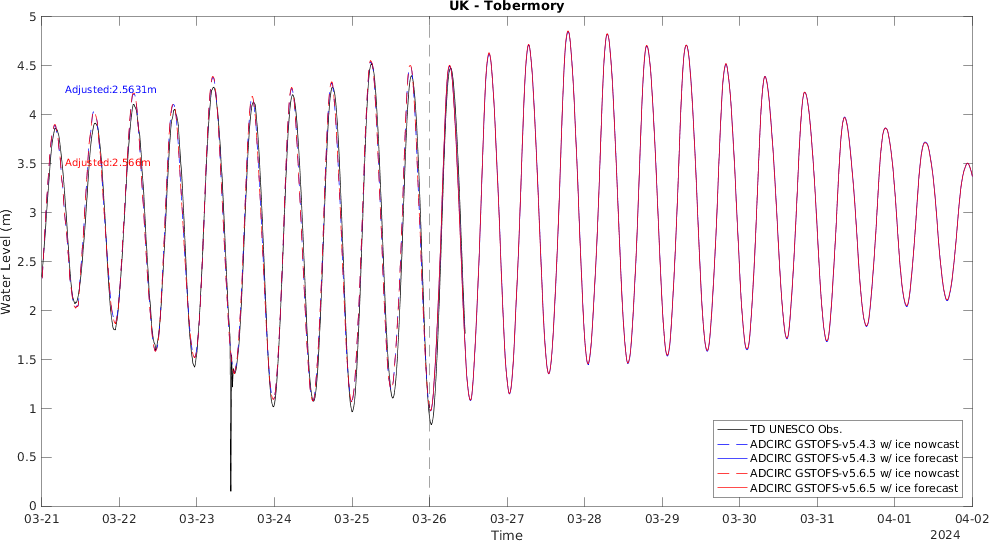 UK - Tobermory
5
4.5
4
3.5
3
2.5
2
1.5
1
0.5
0
Water Level (m)
Adjusted:2.5631m
Adjusted:2.566m
TD UNESCO Obs.
ADCIRC GSTOFS-v5.4.3 w/ ice nowcast
ADCIRC GSTOFS-v5.4.3 w/ ice forecast
ADCIRC GSTOFS-v5.6.5 w/ ice nowcast
ADCIRC GSTOFS-v5.6.5 w/ ice forecast
03-21 03-22 03-23 03-24 03-25 03-26 03-27 03-28 03-29 03-30 03-31 04-01 04-02
Time
2024